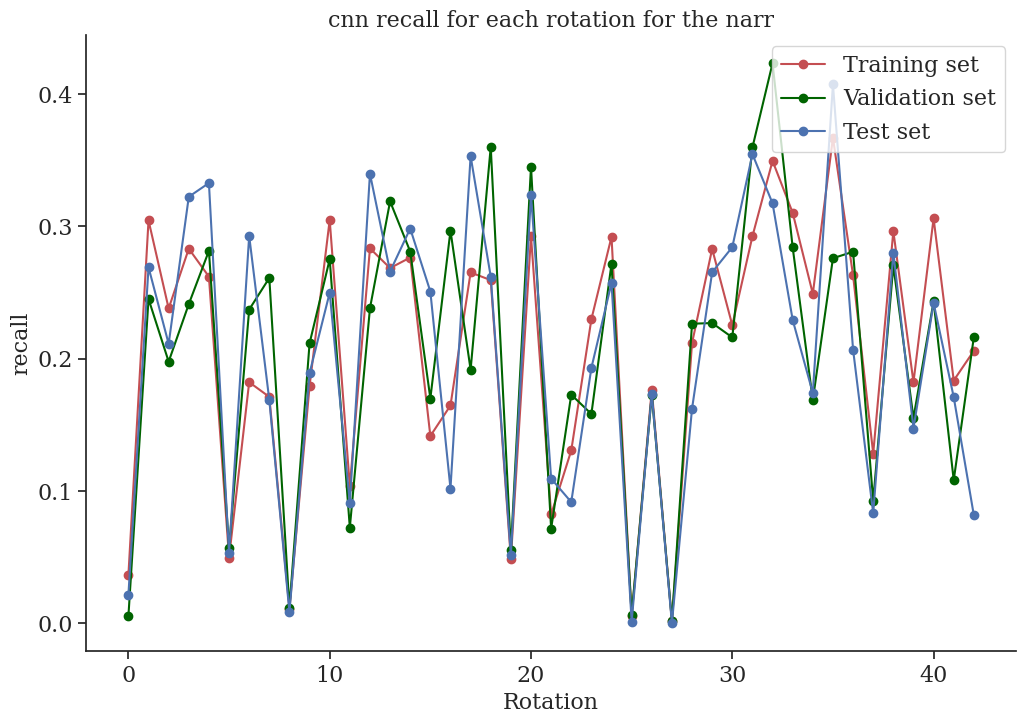 cnn recall for each rotation for the narr
Training set
Validation set
Test set
recall
0.4
0.3
0.2
0.1
0.0
0 10 20 30 40
Rotation